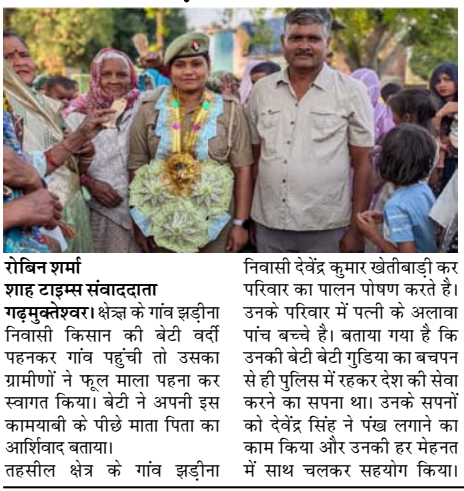 रोबिन शर्मा
शाह टाइम्स संवाददाता
गढ़मुक्तेश्वर। क्षेत्र्ज्ञ के गांव झड़ीना
निवासी किसान की बेटी वर्दी
पहनकर गांव पहुंची तो उसका
ग्रामीणों ने फूल माला पहना कर
स्वागत किया। बेटी ने अपनी इस
कामयाबी के पीछे माता पिता का
आर्शिवाद बताया।
तहसील क्षेत्र के गांव झड़ीना
निवासी देवेंद्र कुमार खेतीबाड़ी कर
परिवार का पालन पोषण करते है।
उनके परिवार में पत्नी के अलावा
पांच बच्चे है। बताया गया है कि
उनकी बेटी बेटी गुडिया का बचपन
से ही पुलिस में रहकर देश की सेवा
करने का सपना था। उनके सपनों
को देवेंद्र सिंह ने पंख लगाने का
काम किया और उनकी हर मेहनत
में साथ चलकर सहयोग किया।